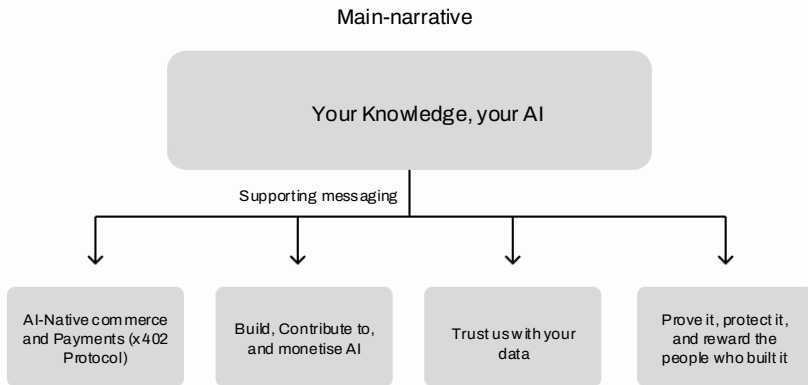 Main-narrative
Your Knowledge, your AI
Supporting messaging
AI-Native commerce
and Payments (x402
Protocol)
Build, Contribute to,
and monetise AI
Trust us with your
data
Prove it, protect it,
and reward the
people who built it